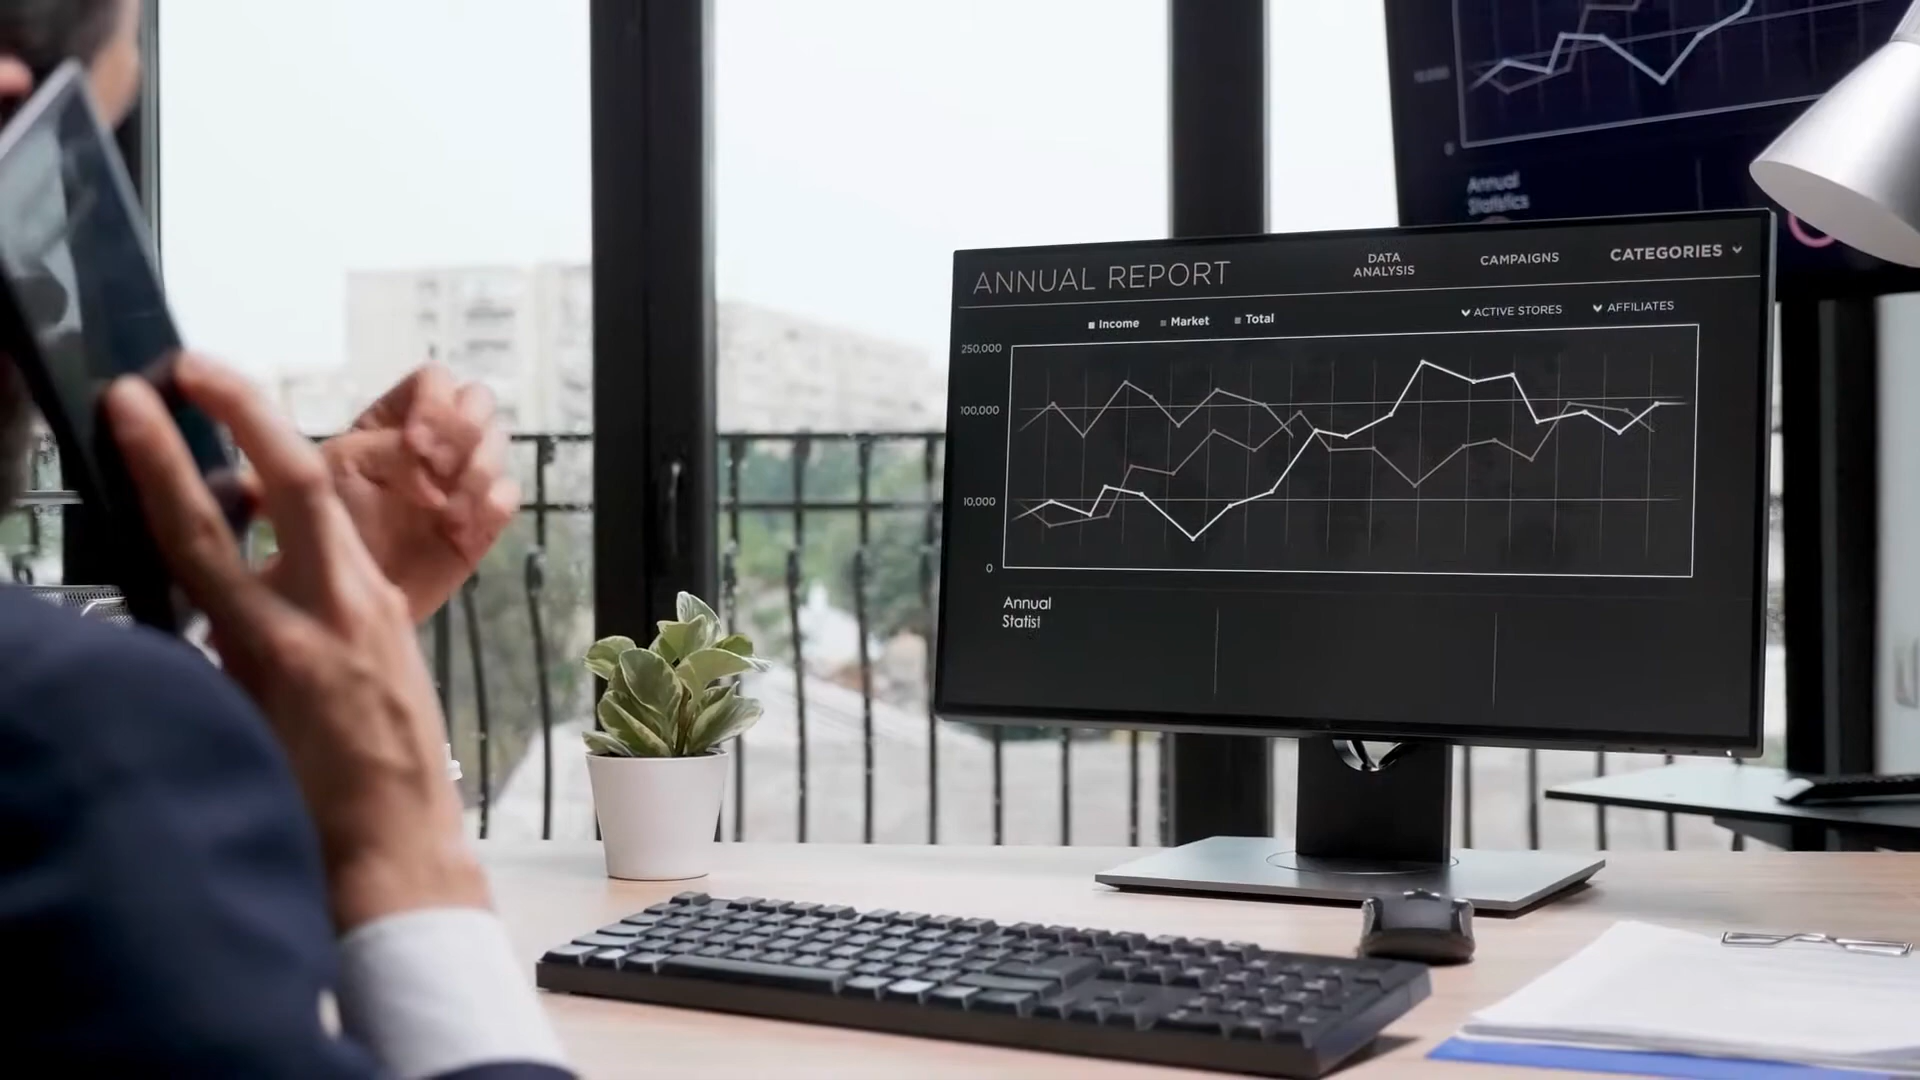 Annual
Statistics
ANNUAL REPORT
DATA
ANALYSIS
CAMPAIGNS
CATEGORIES
Income
Market
Total
ACTIVE STORES
AFFILIATES
250,000
100,000
10,000
0
Annual
Statist